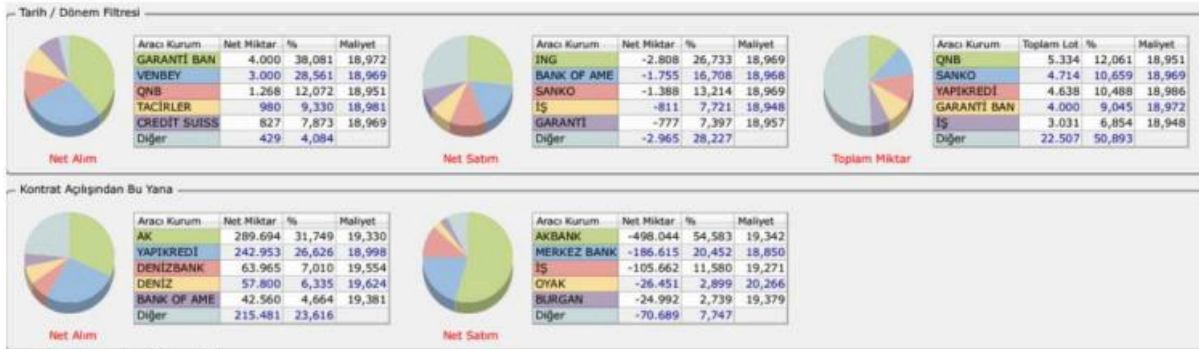 Tarih / Dönem Filtresi
Aracı Kurum Net Miktar % Maliyet
GARANTİ BAN 4.000 38,081 18,972
VENBEY 3.000 28,561 18,969
QNB 1.268 12,072 18,951
TACİRLER 980 9,330 18,981
CREDİT SUISS 827 7,873 18,969
Diğer 429 4,084
Net Alım
Aracı Kurum Net Miktar % Maliyet
ING -2.808 26,733 18,969
BANK OF AME -1.755 16,708 18,968
SANKO -1.388 13,214 18,969
İŞ -811 7,721 18,948
GARANTİ -777 7,397 18,957
Diğer -2.965 28,227
Net Satım
Aracı Kurum Toplam Lot % Maliyet
QNB 5.334 12,061 18,951
SANKO 4.714 10,659 18,969
YAPIKREDİ 4.638 10,488 18,986
GARANTİ BAN 4.000 9,045 18,972
İŞ 3.031 6,854 18,948
Diğer 22.507 50,893
Toplam Miktar
Kontrat Açılışından Bu Yana
Aracı Kurum Net Miktar % Maliyet
AK 289.694 31,749 19,330
YAPIKREDİ 242.953 26,626 18,998
DENİZBANK 63.965 7,010 19,554
DENİZ 57.800 6,335 19,624
BANK OF AME 42.560 4,664 19,381
Diğer 215.481 23,616
Net Alım
Aracı Kurum Net Miktar % Maliyet
AKBANK -498.044 54,583 19,342
MERKEZ BANK -186.615 20,452 18,850
İŞ -105.662 11,580 19,271
OYAK -26.451 2,899 20,266
BURGAN -24.992 2,739 19,379
Diğer -70.689 7,747
Net Satım